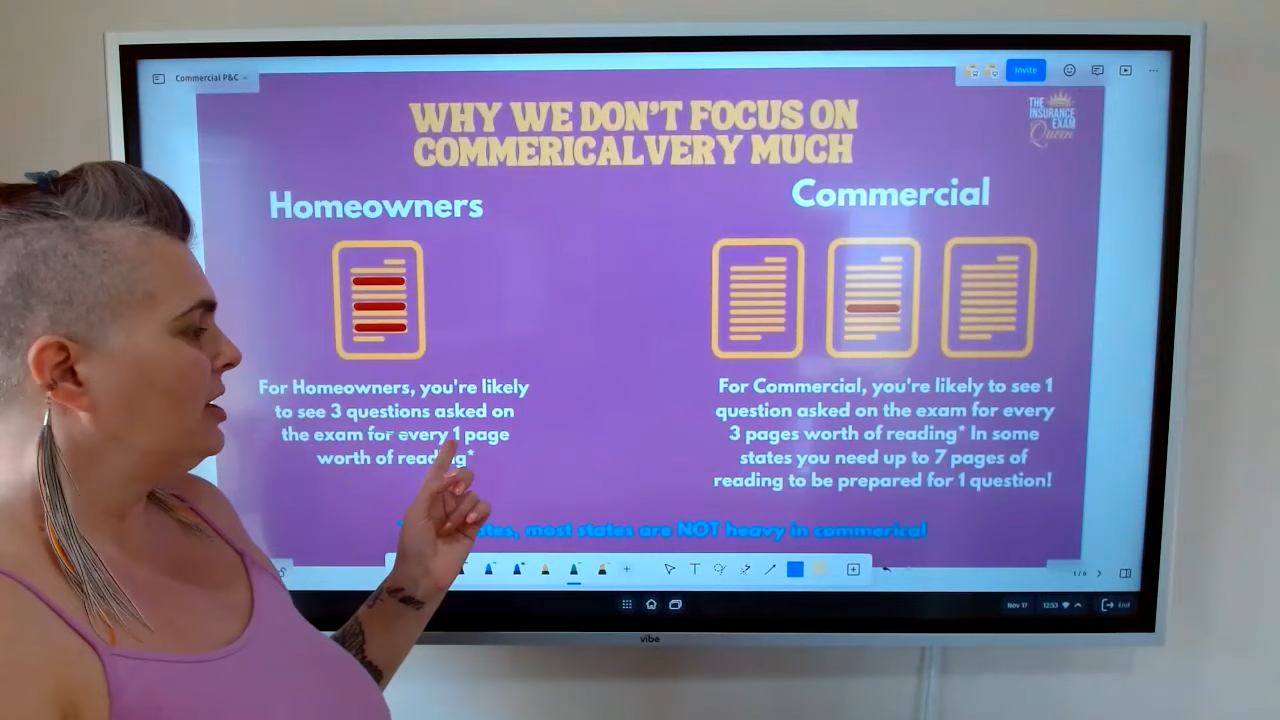 Commercial P&C
Invite
WHY WE DON'T FOCUS ON
COMMERICAL VERY MUCH
THE
INSURANCE
EXAM
Queen
Homeowners
Commercial
For Homeowners, you're likely
to see 3 questions asked on
the exam for every 1 page
worth of reading*
For Commercial, you're likely to see 1
question asked on the exam for every
3 pages worth of reading* In some
states you need up to 7 pages of
reading to be prepared for 1 question!
most states are NOT heavy in commerical
T
1/6
Nov 17
12:53
End
vibe